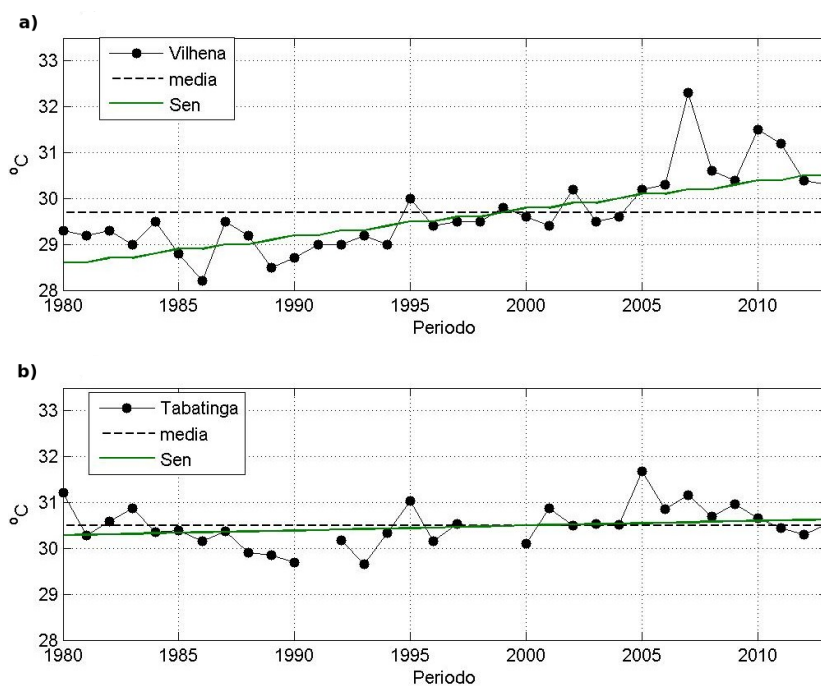 a)
Vilhena
media
Sen
33
32
31
30
29
28
°C
1980
1985
1990
1995
2000
2005
2010
Periodo
b)
Tabatinga
media
Sen
33
32
31
30
29
28
°C
1980
1985
1990
1995
2000
2005
2010
Periodo